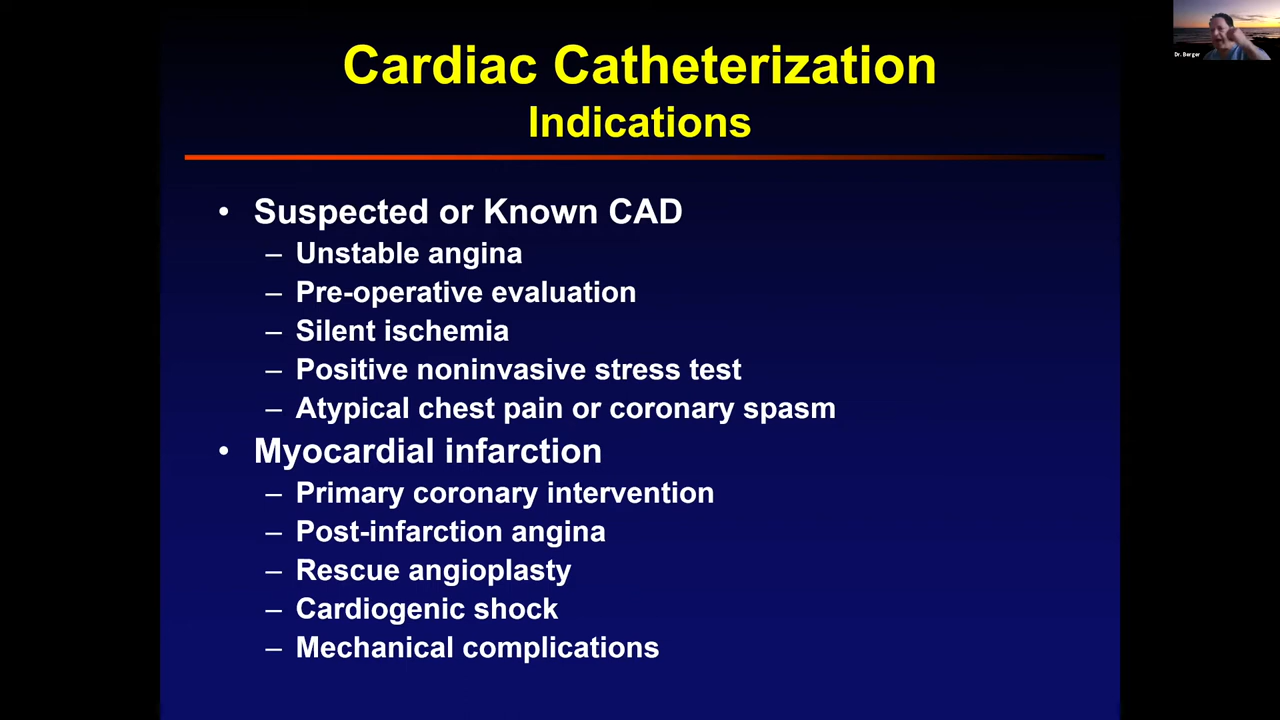 Cardiac Catheterization
Indications
Dr. Berger
• Suspected or Known CAD
– Unstable angina
– Pre-operative evaluation
– Silent ischemia
– Positive noninvasive stress test
– Atypical chest pain or coronary spasm
• Myocardial infarction
– Primary coronary intervention
– Post-infarction angina
– Rescue angioplasty
– Cardiogenic shock
– Mechanical complications